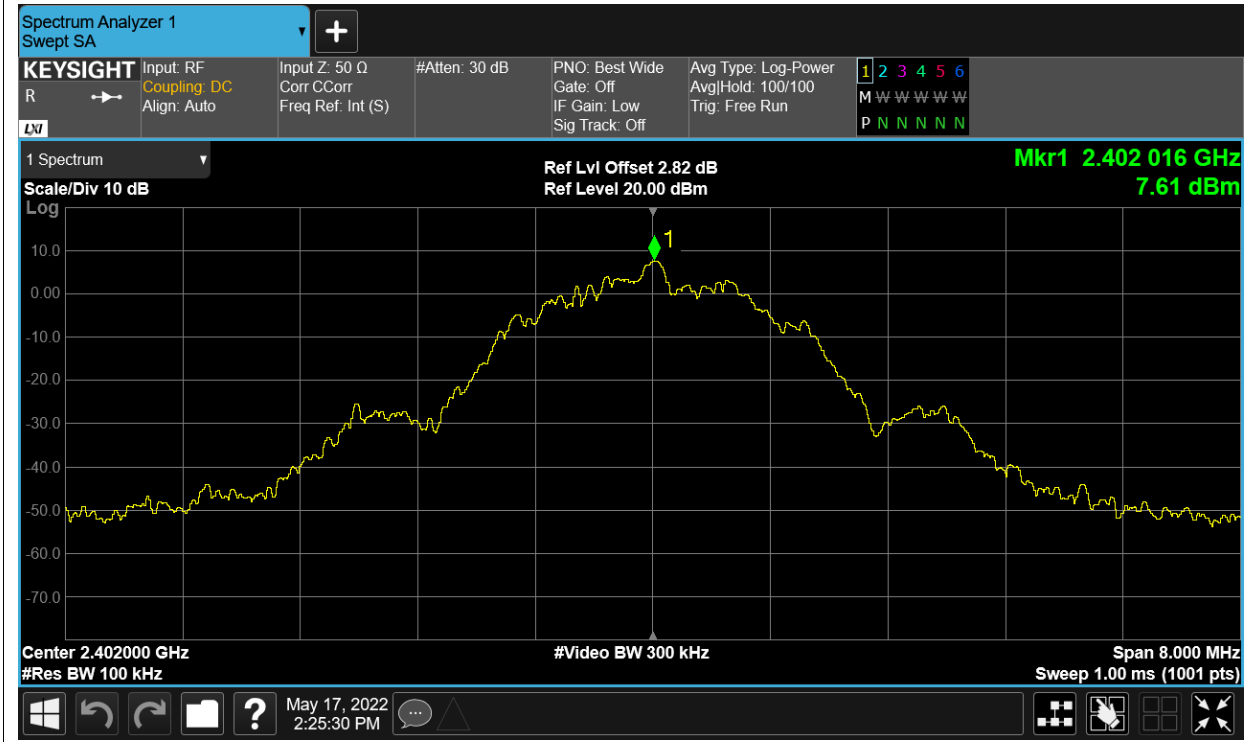 Spectrum Analyzer 1
Swept SA
KEYSIGHT
R
LXI
Input: RF
Coupling: DC
Align: Auto
Input Z: 50 Ω
Corr CCorr
Freq Ref: Int (S)
#Atten: 30 dB
PNO: Best Wide
Gate: Off
IF Gain: Low
Sig Track: Off
Avg Type: Log-Power
Avg|Hold: 100/100
Trig: Free Run
1 2 3 4 5 6
M W W W W W
P N N N N N
1 Spectrum
Scale/Div 10 dB
Log
Ref Lvl Offset 2.82 dB
Ref Level 20.00 dBm
Mkr1 2.402 016 GHz
7.61 dBm
1
10.0
0.00
-10.0
-20.0
-30.0
-40.0
-50.0
-60.0
-70.0
Center 2.402000 GHz
#Res BW 100 kHz
#Video BW 300 kHz
Span 8.000 MHz
Sweep 1.00 ms (1001 pts)
?
May 17, 2022
2:25:30 PM